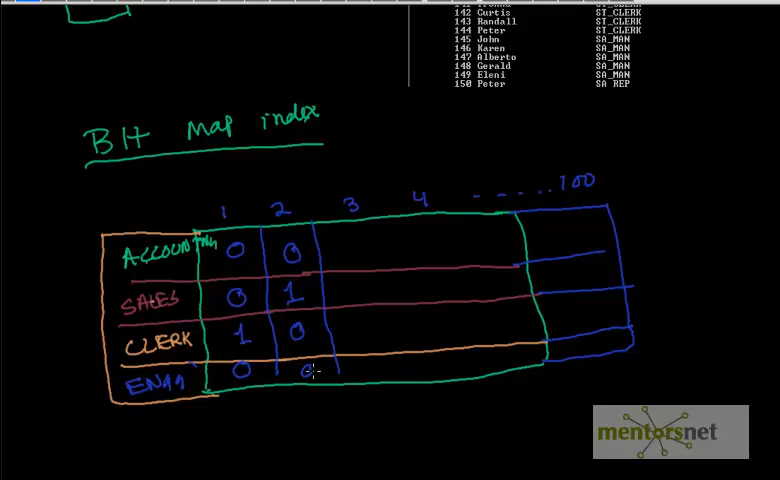 142 Curtis ST_CLERK
143 Randall ST_CLERK
144 Peter ST_CLERK
145 John SA_MAN
146 Karen SA_MAN
147 Alberto SA_MAN
148 Gerald SA_MAN
149 Eleni SA_MAN
150 Peter SA_REP
BIt map index
1 2 3 4 - - - . . . 100
ACCOUNTING 0 0
SALES 0 1
CLERK 1 0
ENGG 0 0
mentorsnet